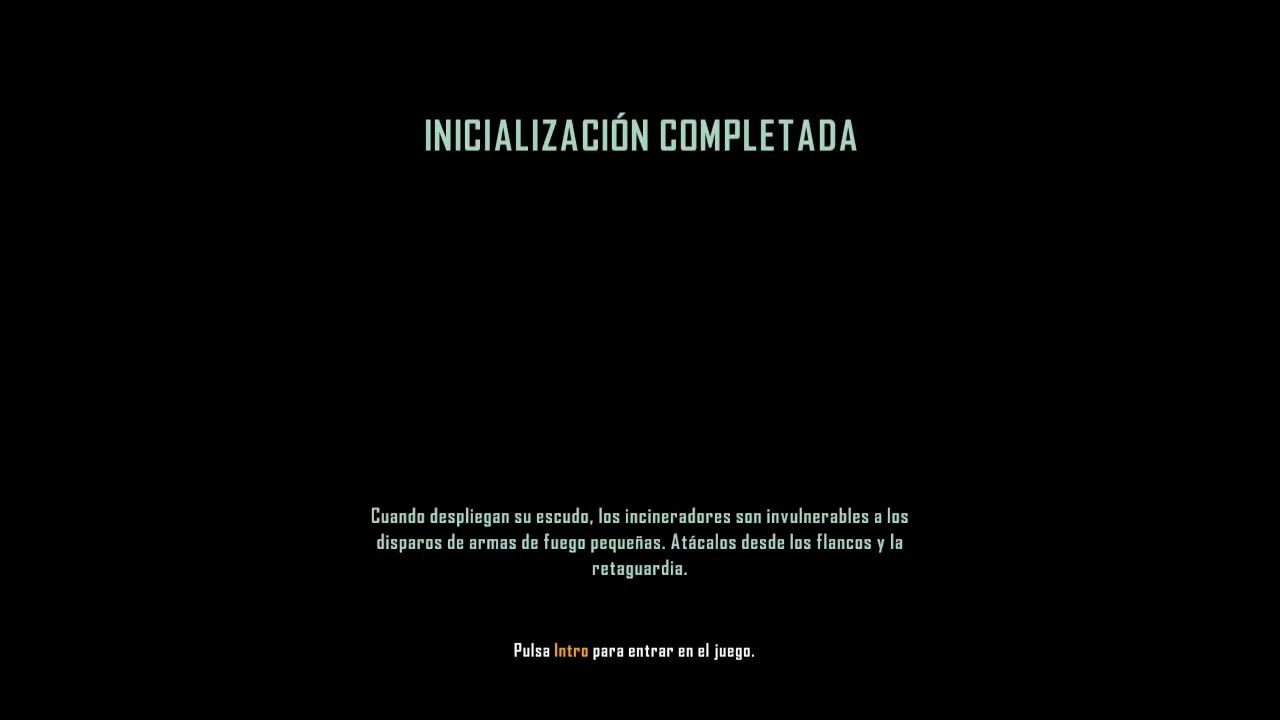 INICIALIZACIÓN COMPLETADA
Cuando despliegan su escudo, los incineradores son invulnerables a los
disparos de armas de fuego pequeñas. Atácalos desde los flancos y la
retaguardia.
Pulsa Intro para entrar en el juego.